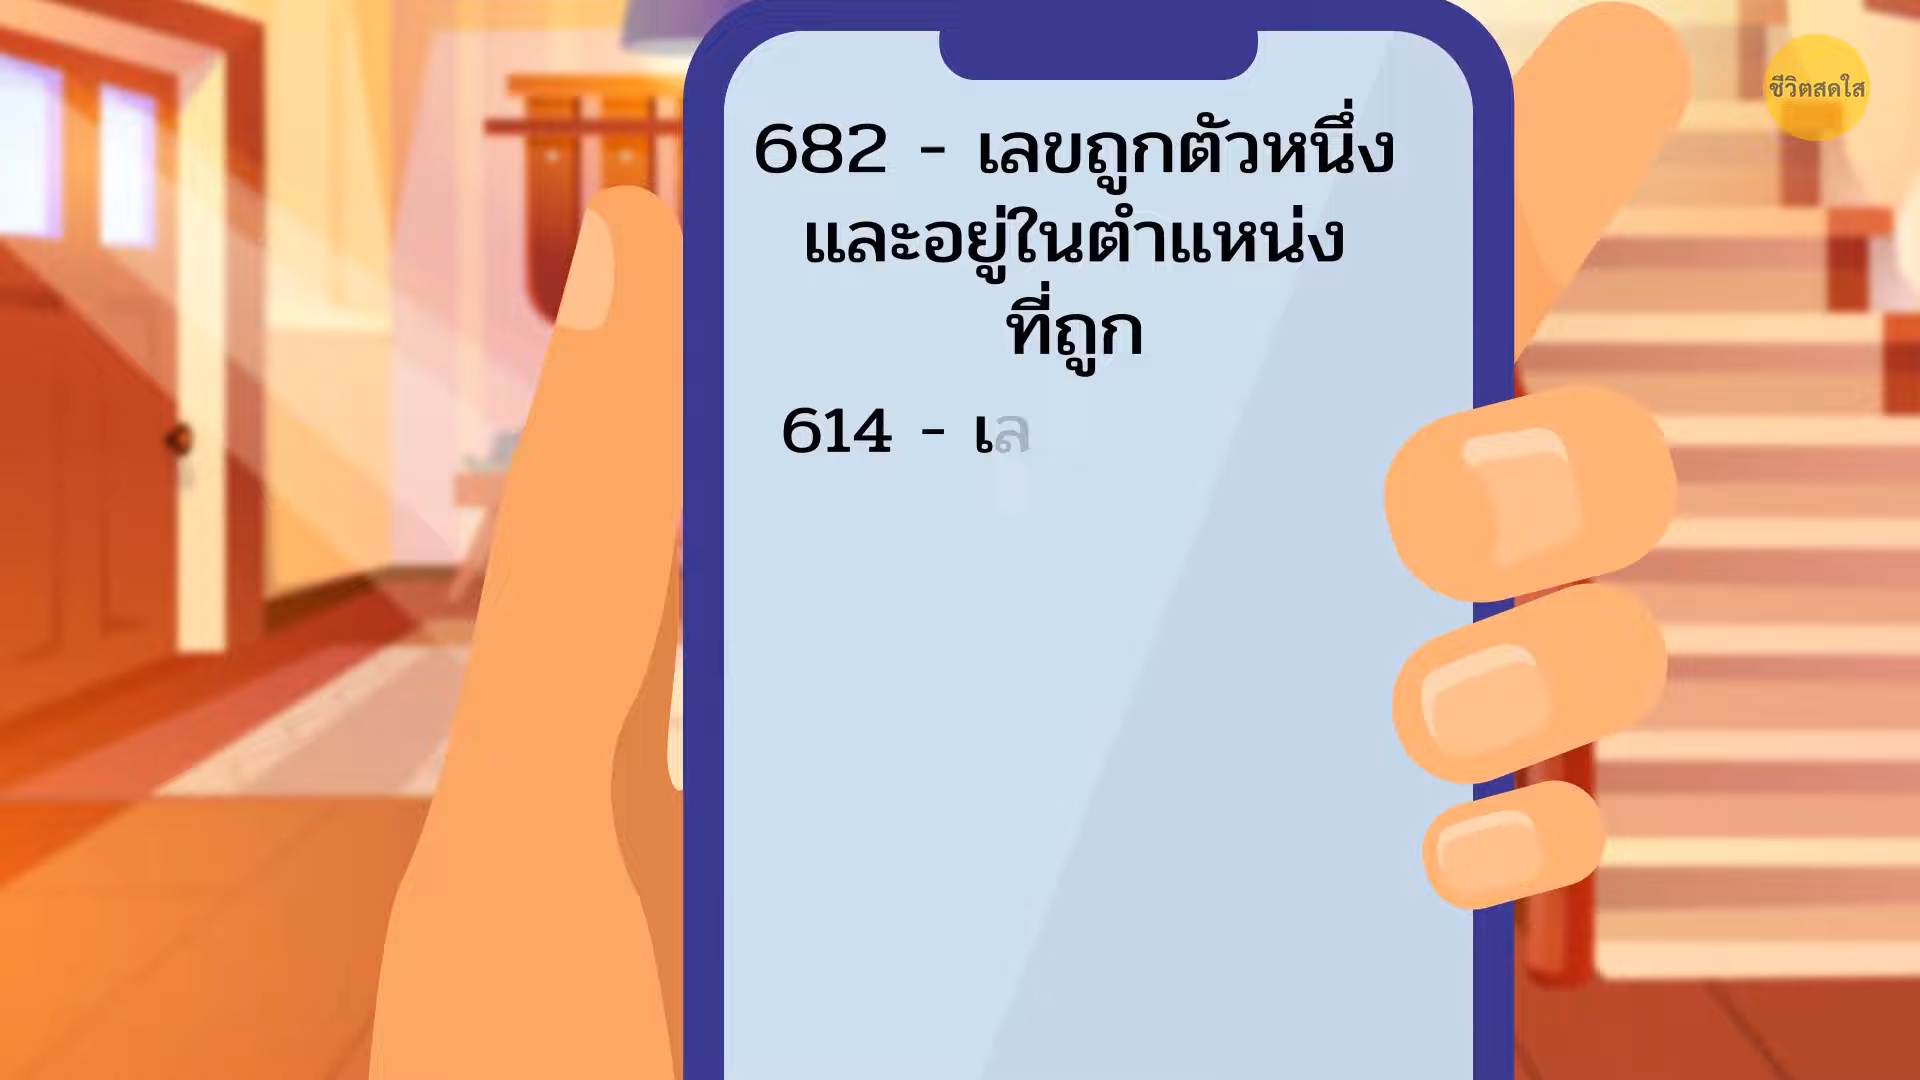 ชีวิตสดใส
682 - เลขถูกตัวหนึ่ง
และอยู่ในตำแหน่ง
ที่ถูก
614 - เล